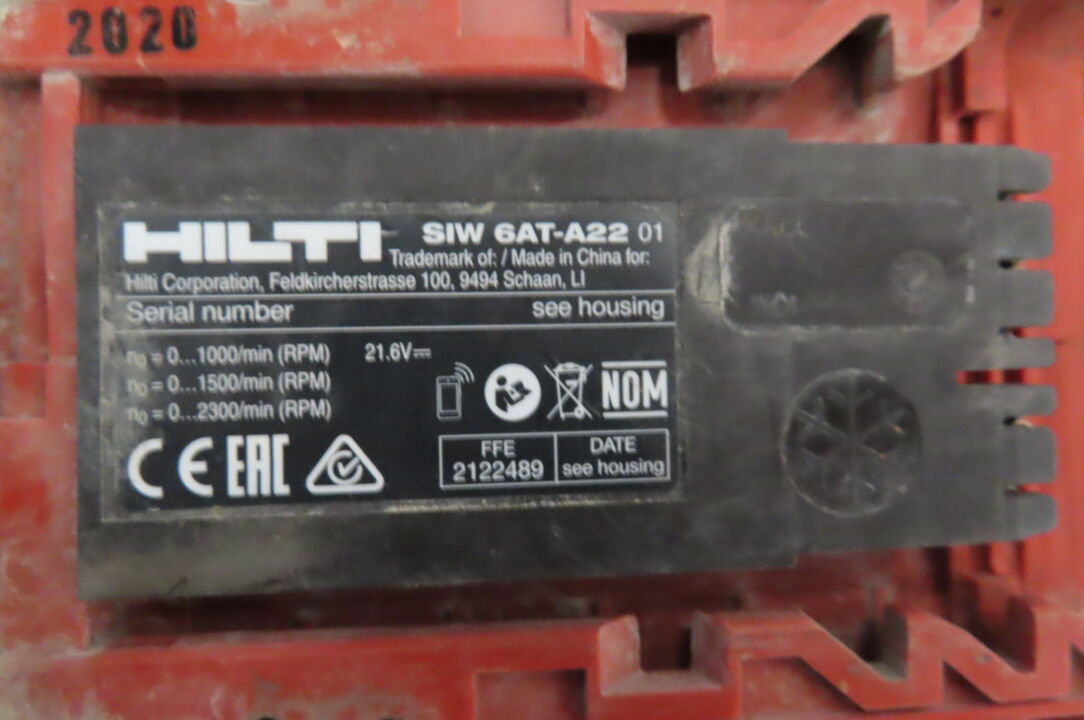 2020
HILTI SIW 6AT-A22 01
Trademark of: / Made in China for:
Hilti Corporation, Feldkircherstrasse 100, 9494 Schaan, LI
Serial number see housing
n₀ = 0...1000/min (RPM) 21.6V⎓
n₀ = 0...1500/min (RPM)
n₀ = 0...2300/min (RPM)
NOM
CE EAC
FFE DATE
2122489 see housing